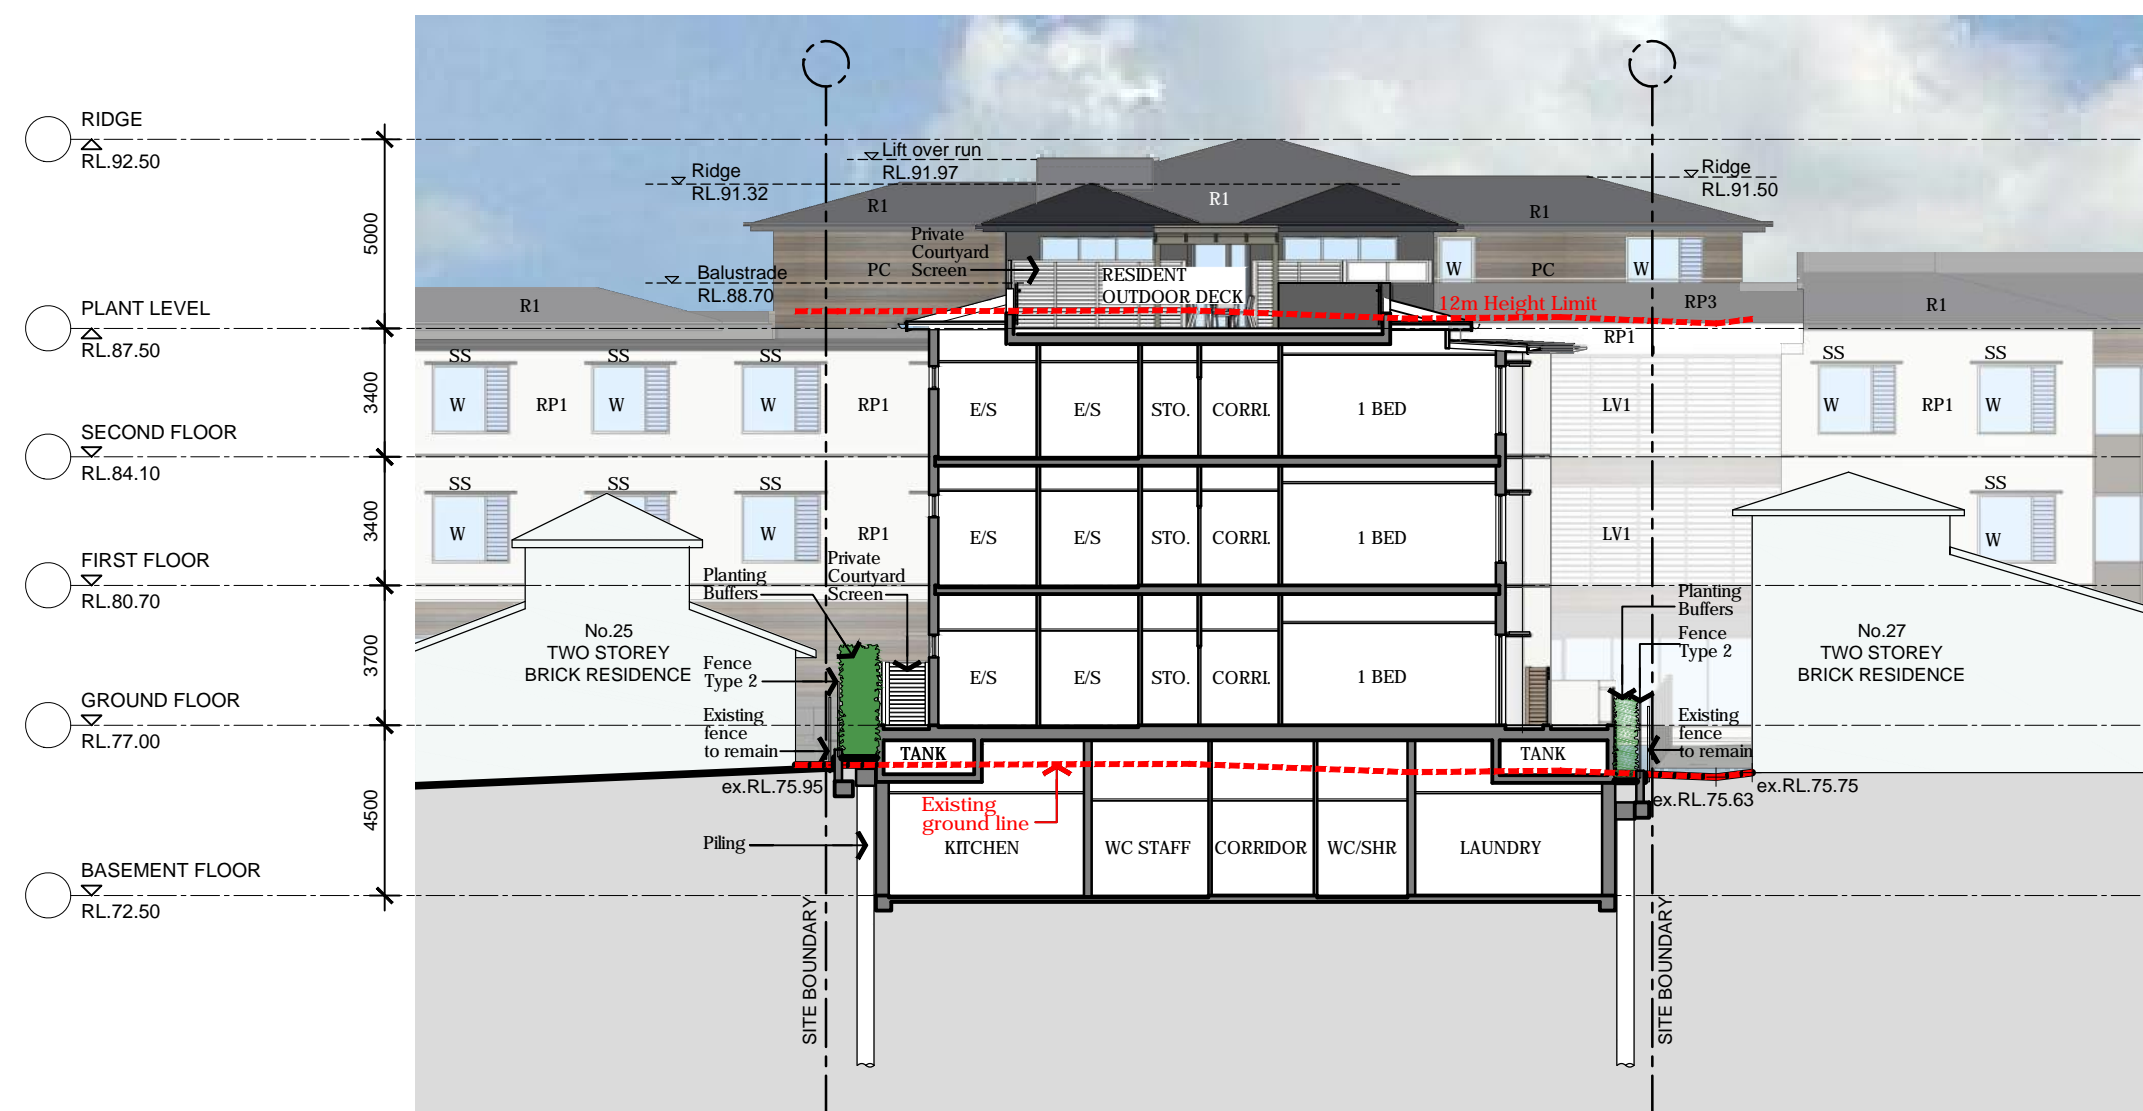 RIDGE
RL.92.50
Lift over run
RL.91.97
Ridge
RL.91.32
Ridge
RL.91.50
R1
R1
R1
5000
Private
Courtyard
Screen
PC
Balustrade
RL.88.70
RESIDENT
OUTDOOR DECK
W
PC
W
12m Height Limit
RP3
R1
R1
PLANT LEVEL
RL.87.50
RP1
3400
SS
SS
SS
SS
SS
W
RP1
W
W
RP1
E/S
E/S
STO.
CORRI.
1 BED
LV1
W
RP1
W
SECOND FLOOR
RL.84.10
3400
SS
SS
SS
SS
W
W
RP1
E/S
E/S
STO.
CORRI.
1 BED
LV1
W
FIRST FLOOR
RL.80.70
Planting
Buffers
Private
Courtyard
Screen
Planting
Buffers
3700
No.25
TWO STOREY
BRICK RESIDENCE
Fence
Type 2
E/S
E/S
STO.
CORRI.
1 BED
Fence
Type 2
No.27
TWO STOREY
BRICK RESIDENCE
GROUND FLOOR
RL.77.00
Existing
fence
to remain
TANK
TANK
Existing
fence
to remain
4500
ex.RL.75.95
ex.RL.75.63
ex.RL.75.75
Existing
ground line
Piling
KITCHEN
WC STAFF
CORRIDOR
WC/SHR
LAUNDRY
BASEMENT FLOOR
RL.72.50
SITE BOUNDARY
SITE BOUNDARY